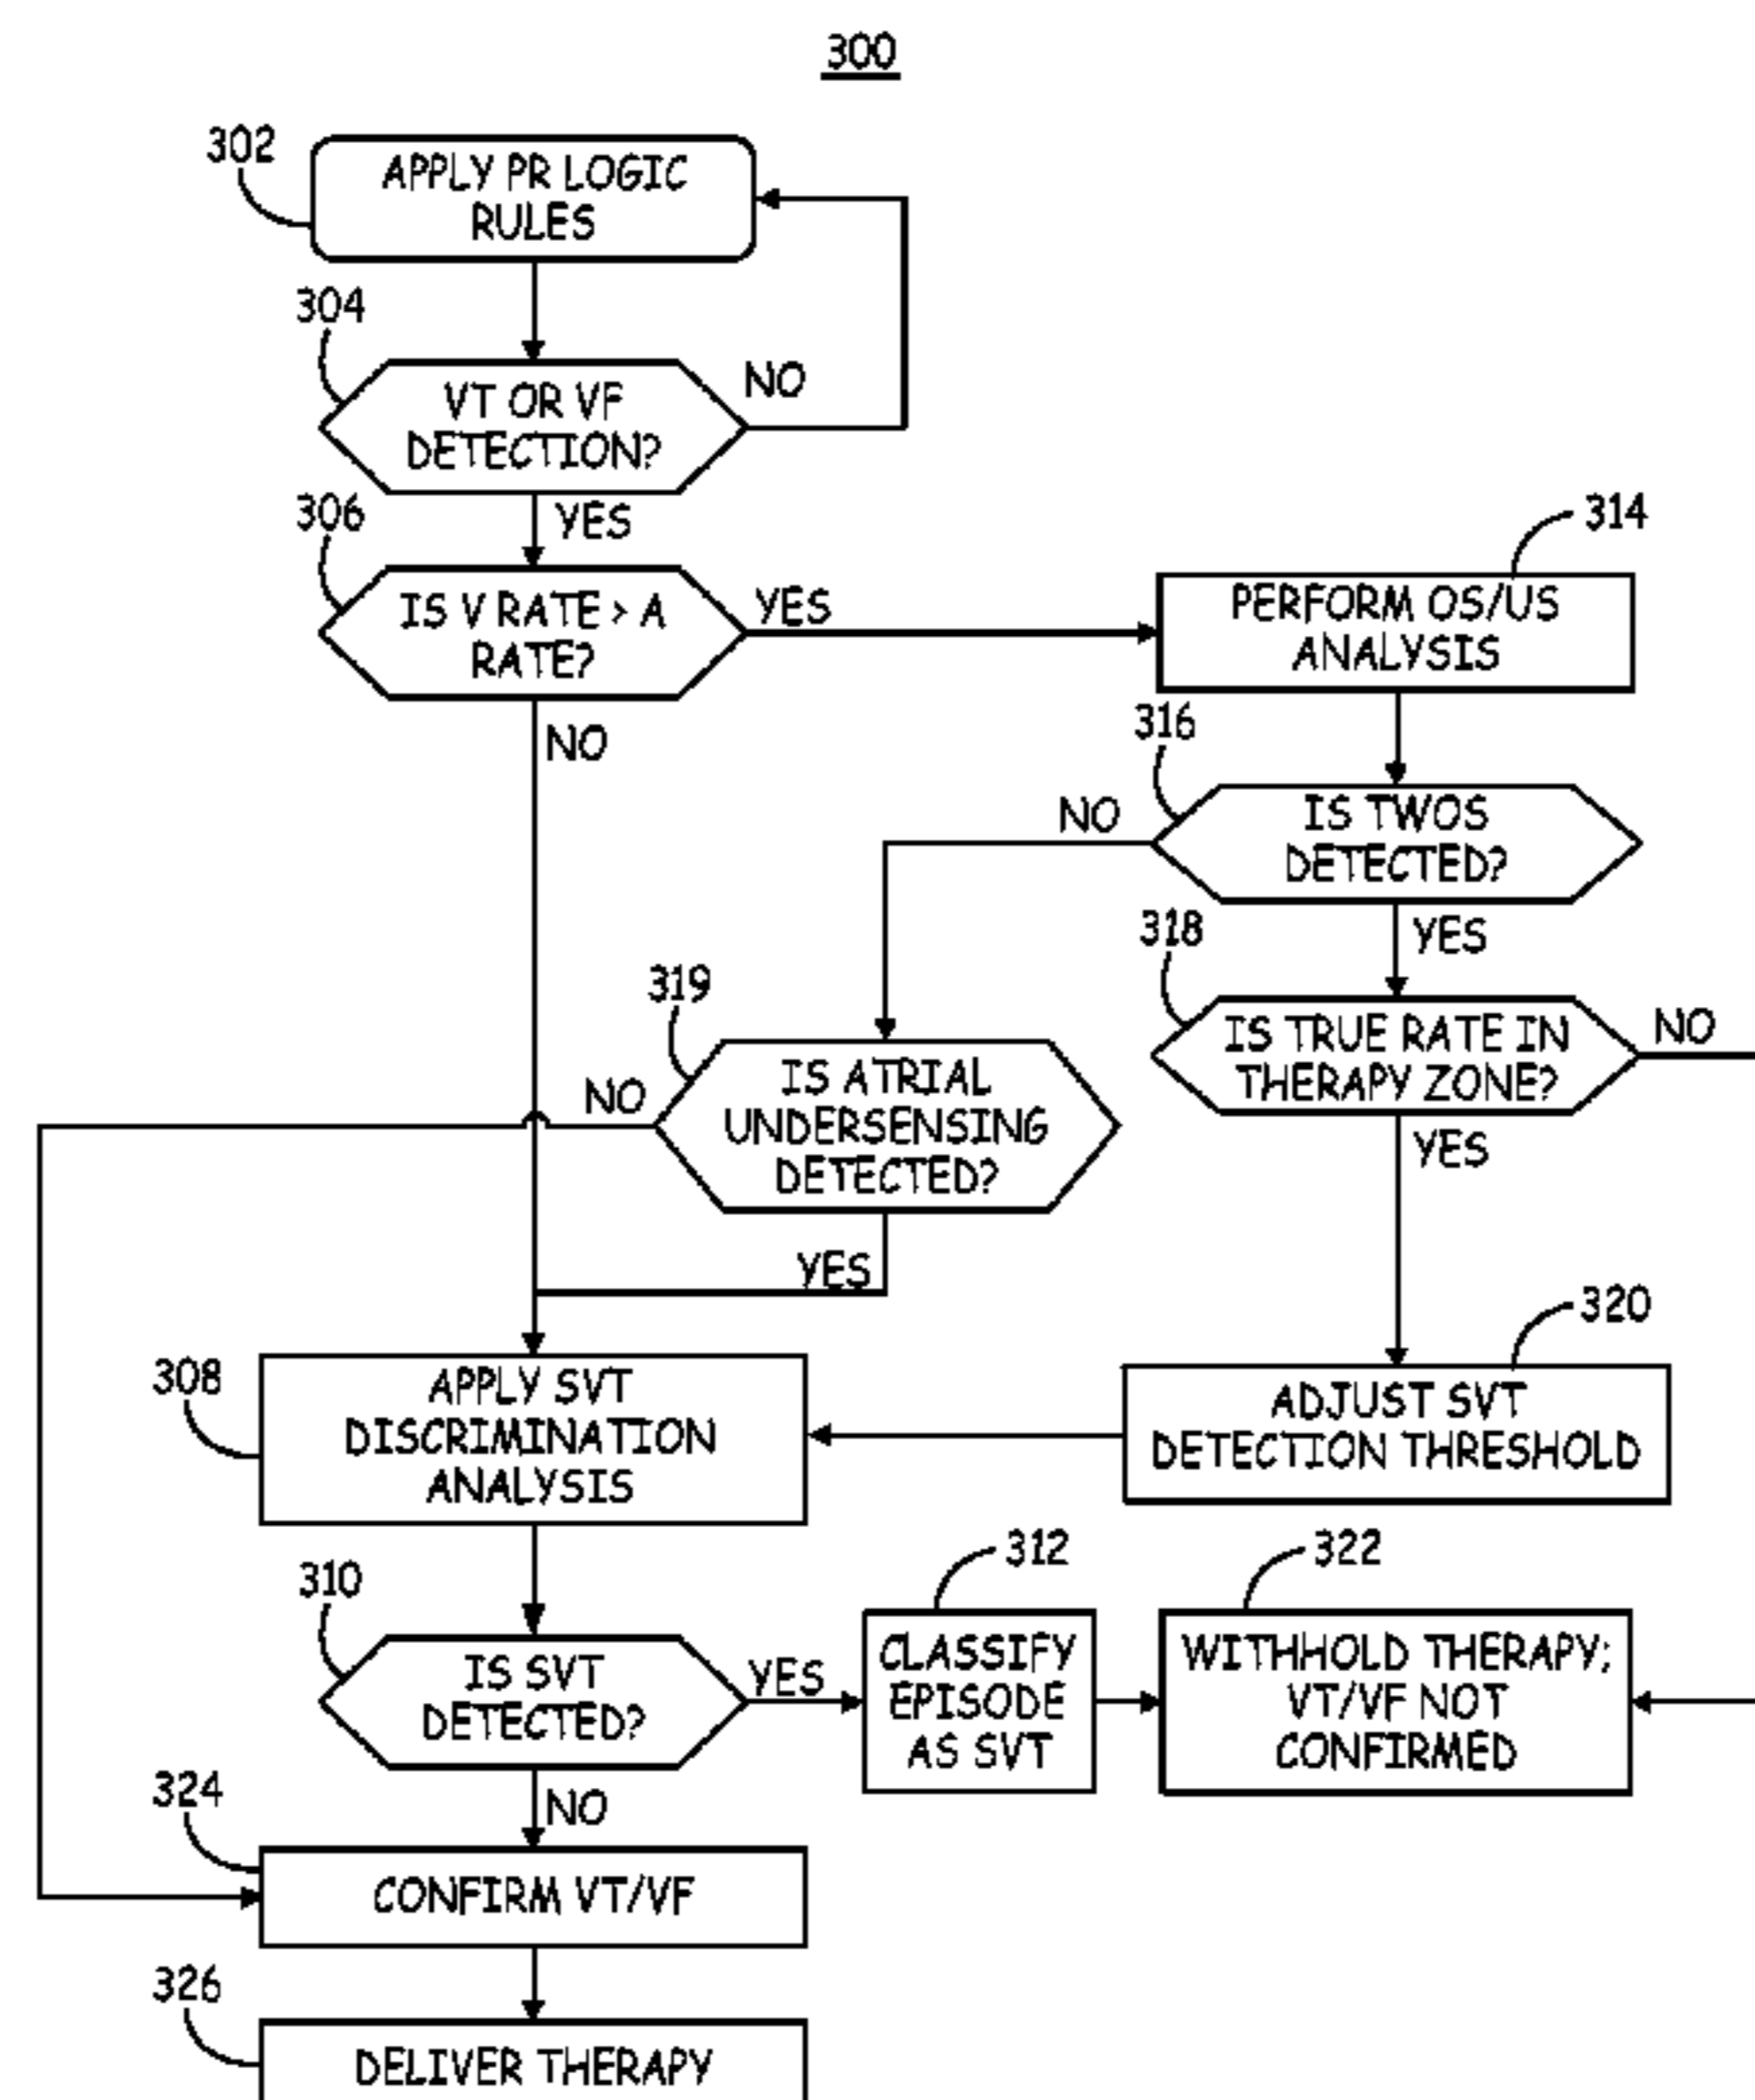 300
302
APPLY PR LOGIC
RULES
304
VT OR VF
DETECTION?
NO
YES
306
IS V RATE > A
RATE?
YES
NO
314
PERFORM OS/US
ANALYSIS
316
IS TWOS
DETECTED?
NO
YES
318
IS TRUE RATE IN
THERAPY ZONE?
NO
YES
319
IS ATRIAL
UNDERSENSING
DETECTED?
NO
YES
320
ADJUST SVT
DETECTION THRESHOLD
308
APPLY SVT
DISCRIMINATION
ANALYSIS
310
IS SVT
DETECTED?
YES
NO
312
CLASSIFY
EPISODE
AS SVT
322
WITHHOLD THERAPY;
VT/VF NOT
CONFIRMED
324
CONFIRM VT/VF
326
DELIVER THERAPY